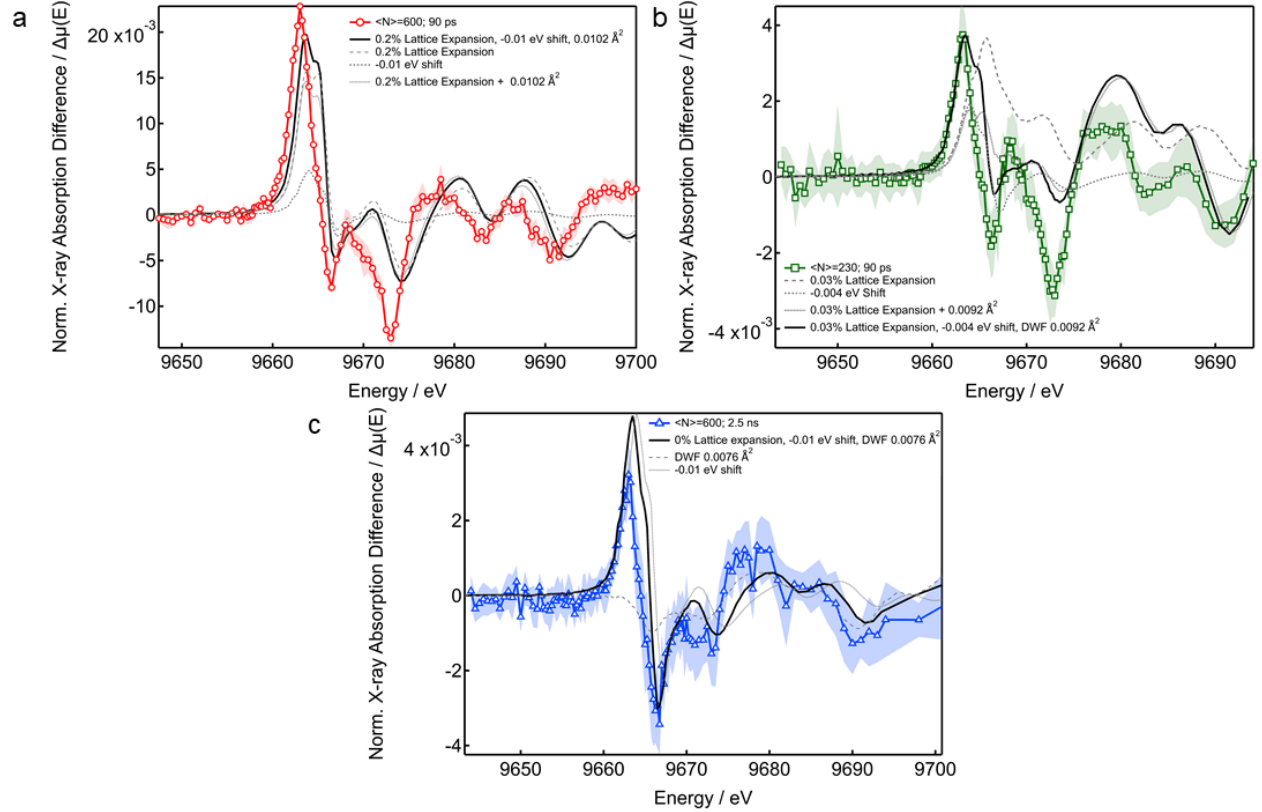 a
Norm. X-ray Absorption Difference / Δμ(E)
20 x10⁻³
15
10
5
0
-5
-10
<N>=600; 90 ps
0.2% Lattice Expansion, -0.01 eV shift, 0.0102 Å²
0.2% Lattice Expansion
-0.01 eV shift
0.2% Lattice Expansion + 0.0102 Å²
9650 9660 9670 9680 9690 9700
Energy / eV
b
Norm. X-ray Absorption Difference / Δμ(E)
4
2
0
-2
-4 x10⁻³
<N>=230; 90 ps
0.03% Lattice Expansion
-0.004 eV Shift
0.03% Lattice Expansion + 0.0092 Å²
0.03% Lattice Expansion, -0.004 eV shift, DWF 0.0092 Å²
9650 9660 9670 9680 9690
Energy / eV
c
Norm. X-ray Absorption Difference / Δμ(E)
4 x10⁻³
2
0
-2
-4
<N>=600; 2.5 ns
0% Lattice expansion, -0.01 eV shift, DWF 0.0076 Å²
DWF 0.0076 Å²
-0.01 eV shift
9650 9660 9670 9680 9690 9700
Energy / eV